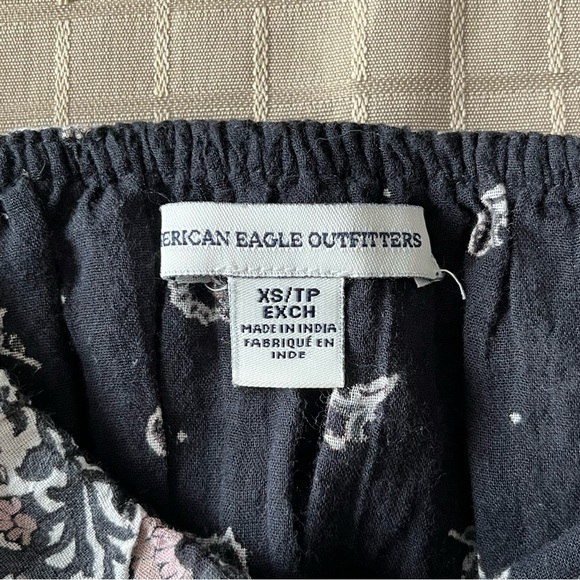 ERICAN EAGLE OUTFITTERS
XS/TP
EXCH
MADE IN INDIA
FABRIQUÉ EN
INDE